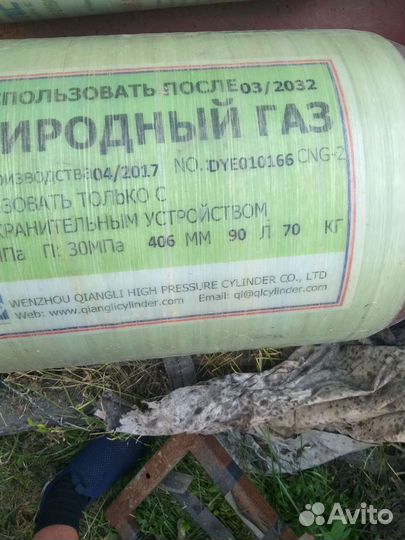 СПОЛЬЗОВАТЬ ПОСЛЕ 03/2032
ИРОДНЫЙ ГАЗ
ОИЗВОДСТВА 04/2017 NO. DYE010166 CNG-2
ЗОВАТЬ ТОЛЬКО С
ХРАНИТЕЛЬНЫМ УСТРОЙСТВОМ
МПа П: 30МПа 406 ММ 90 Л 70 КГ
WENZHOU QIANGLI HIGH PRESSURE CYLINDER CO., LTD
Web: www.qianglicylinder.com Email: ql@qlcylinder.com
Avito